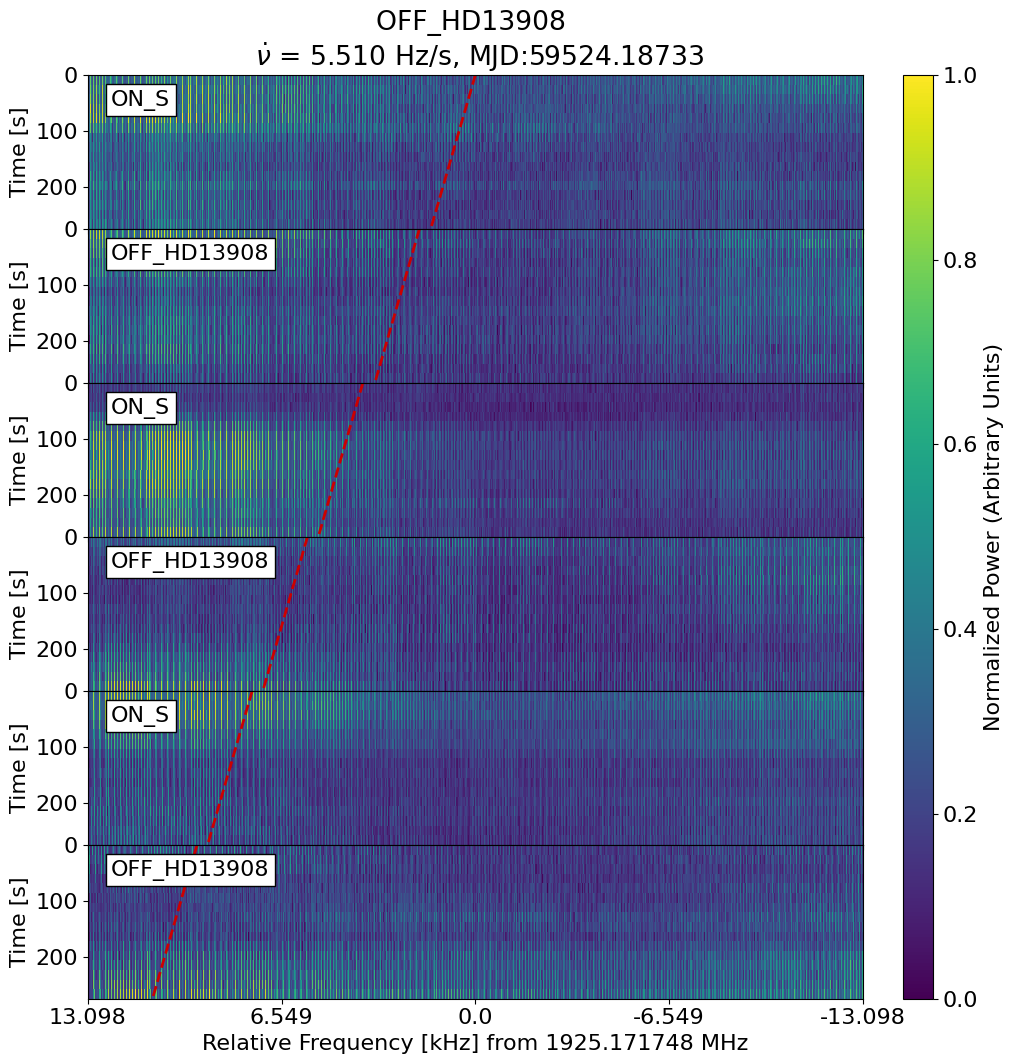 OFF_HD13908
ν̇ = 5.510 Hz/s, MJD:59524.18733
0
ON_S
100
200
Time [s]
0
OFF_HD13908
100
200
Time [s]
0
ON_S
100
200
Time [s]
0
OFF_HD13908
100
200
Time [s]
0
ON_S
100
200
Time [s]
0
OFF_HD13908
100
200
Time [s]
13.098 6.549 0.0 -6.549 -13.098
Relative Frequency [kHz] from 1925.171748 MHz
1.0
0.8
0.6
0.4
0.2
0.0
Normalized Power (Arbitrary Units)